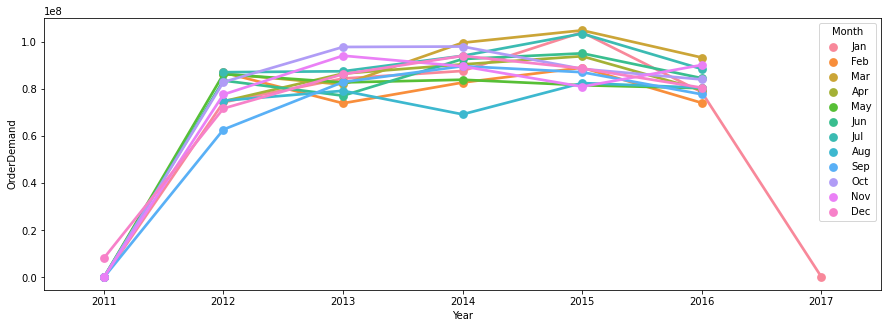 1e8
Month
Jan
Feb
Mar
Apr
May
Jun
Jul
Aug
Sep
Oct
Nov
Dec
OrderDemand
1.0
0.8
0.6
0.4
0.2
0.0
2011 2012 2013 2014 2015 2016 2017
Year